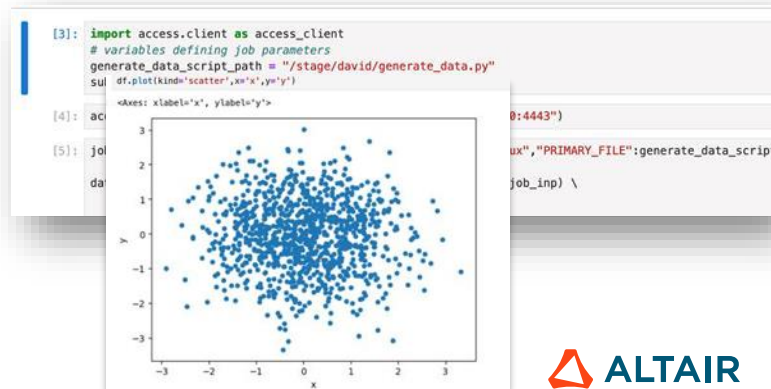 [3]: import access.client as access_client
# variables defining job parameters
generate_data_script_path = "/stage/david/generate_data.py"
df.plot(kind='scatter',x='x',y='y')
<Axes: xlabel='x', ylabel='y'>
[4]: 0:4443")
[5]: ux","PRIMARY_FILE":generate_data_script
job_inp) \
3
2
1
0
−1
−2
−3
y
−3 −2 −1 0 1 2 3
x
ALTAIR